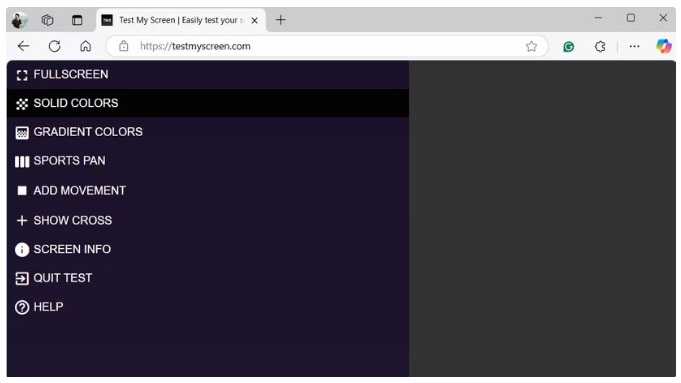 TMS Test My Screen | Easily test your s
https://testmyscreen.com
FULLSCREEN
SOLID COLORS
GRADIENT COLORS
SPORTS PAN
ADD MOVEMENT
SHOW CROSS
SCREEN INFO
QUIT TEST
HELP